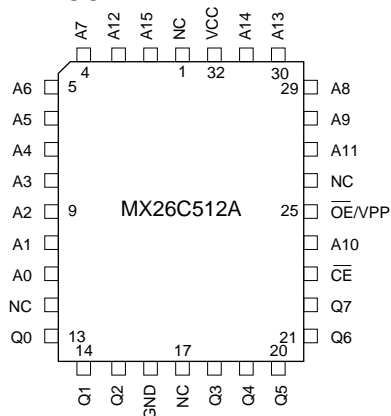 A7 A12 A15 NC VCC A14 A13
4 1 32 30
A6 5 29 A8
A5 A9
A4 A11
A3 NC
A2 9 MX26C512A 25 O̅E̅/VPP
A1 A10
A0 C̅E̅
NC Q7
Q0 13 21 Q6
14 17 20
Q1 Q2 GND NC Q3 Q4 Q5